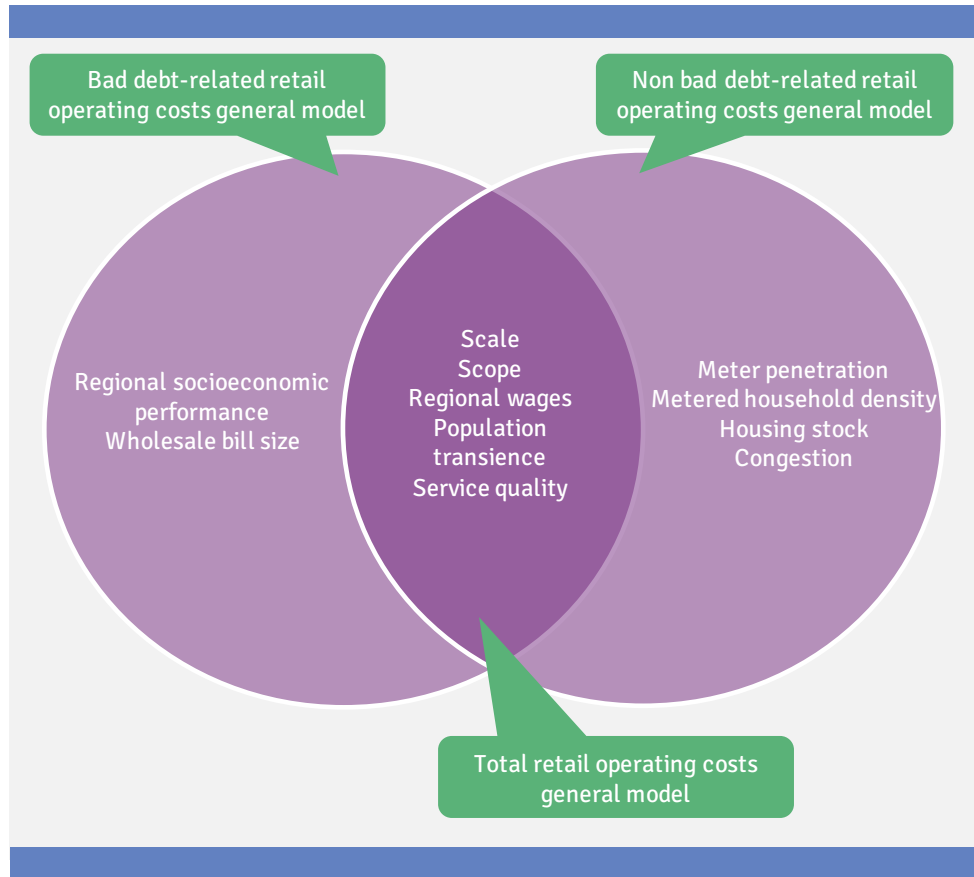 Bad debt-related retail
operating costs general model
Non bad debt-related retail
operating costs general model
Regional socioeconomic
performance
Wholesale bill size
Scale
Scope
Regional wages
Population
transience
Service quality
Meter penetration
Metered household density
Housing stock
Congestion
Total retail operating costs
general model